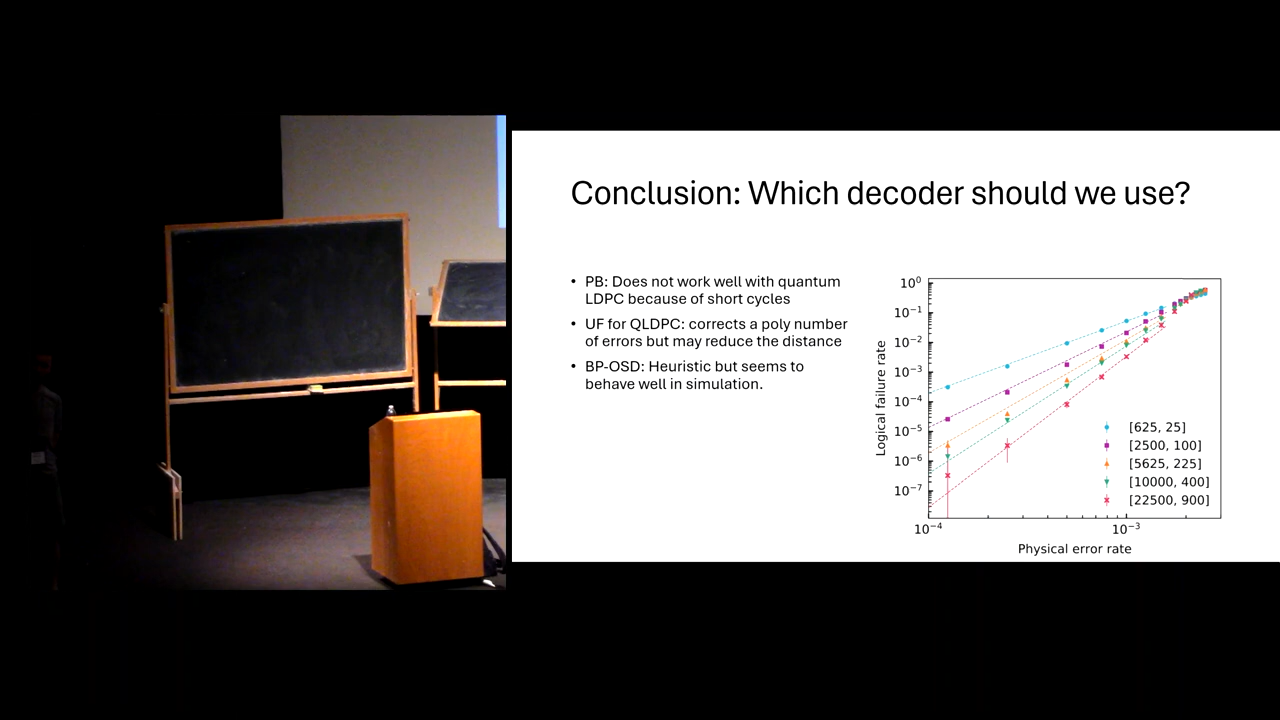 Conclusion: Which decoder should we use?
• PB: Does not work well with quantum
LDPC because of short cycles
• UF for QLDPC: corrects a poly number
of errors but may reduce the distance
• BP-OSD: Heuristic but seems to
behave well in simulation.
Logical failure rate
10⁰
10⁻¹
10⁻²
10⁻³
10⁻⁴
10⁻⁵
10⁻⁶
10⁻⁷
[625, 25]
[2500, 100]
[5625, 225]
[10000, 400]
[22500, 900]
10⁻⁴
10⁻³
Physical error rate